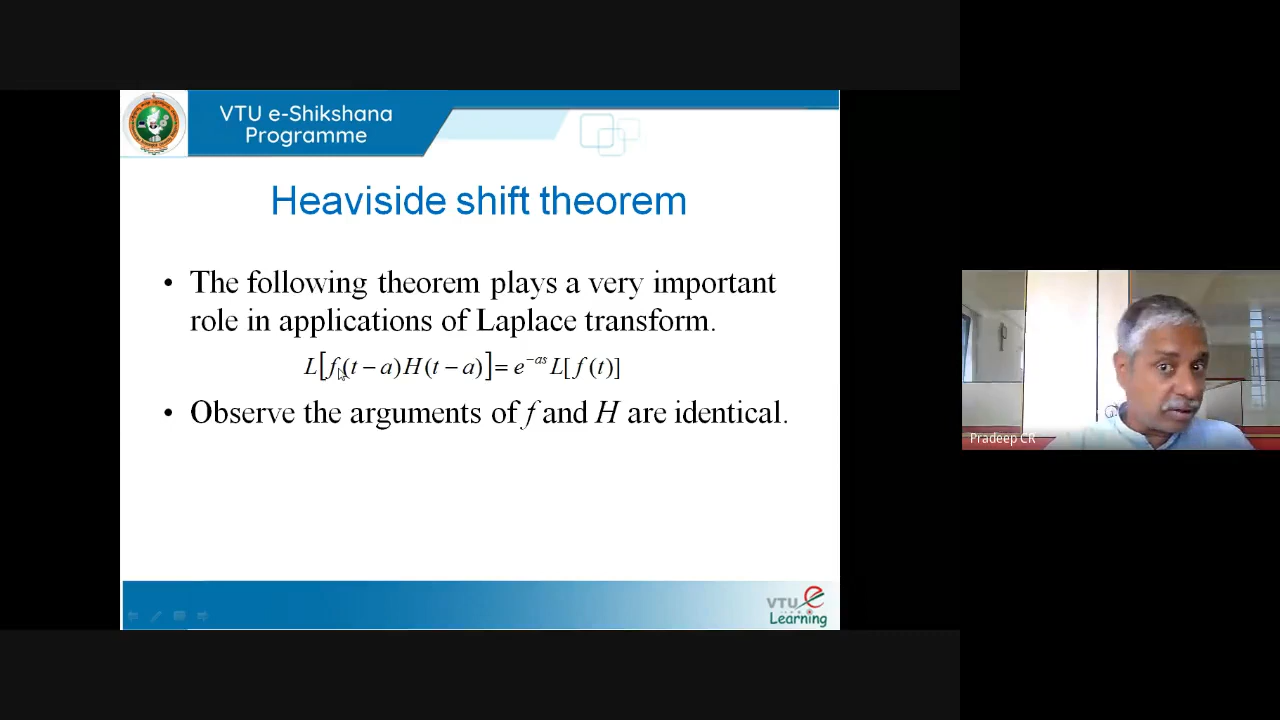 VTU e-Shikshana
Programme
Heaviside shift theorem
• The following theorem plays a very important
role in applications of Laplace transform.
L[f(t − a)H(t − a)] = e^{−as} L[f(t)]
• Observe the arguments of f and H are identical.
Pradeep CR
VTU e
Learning